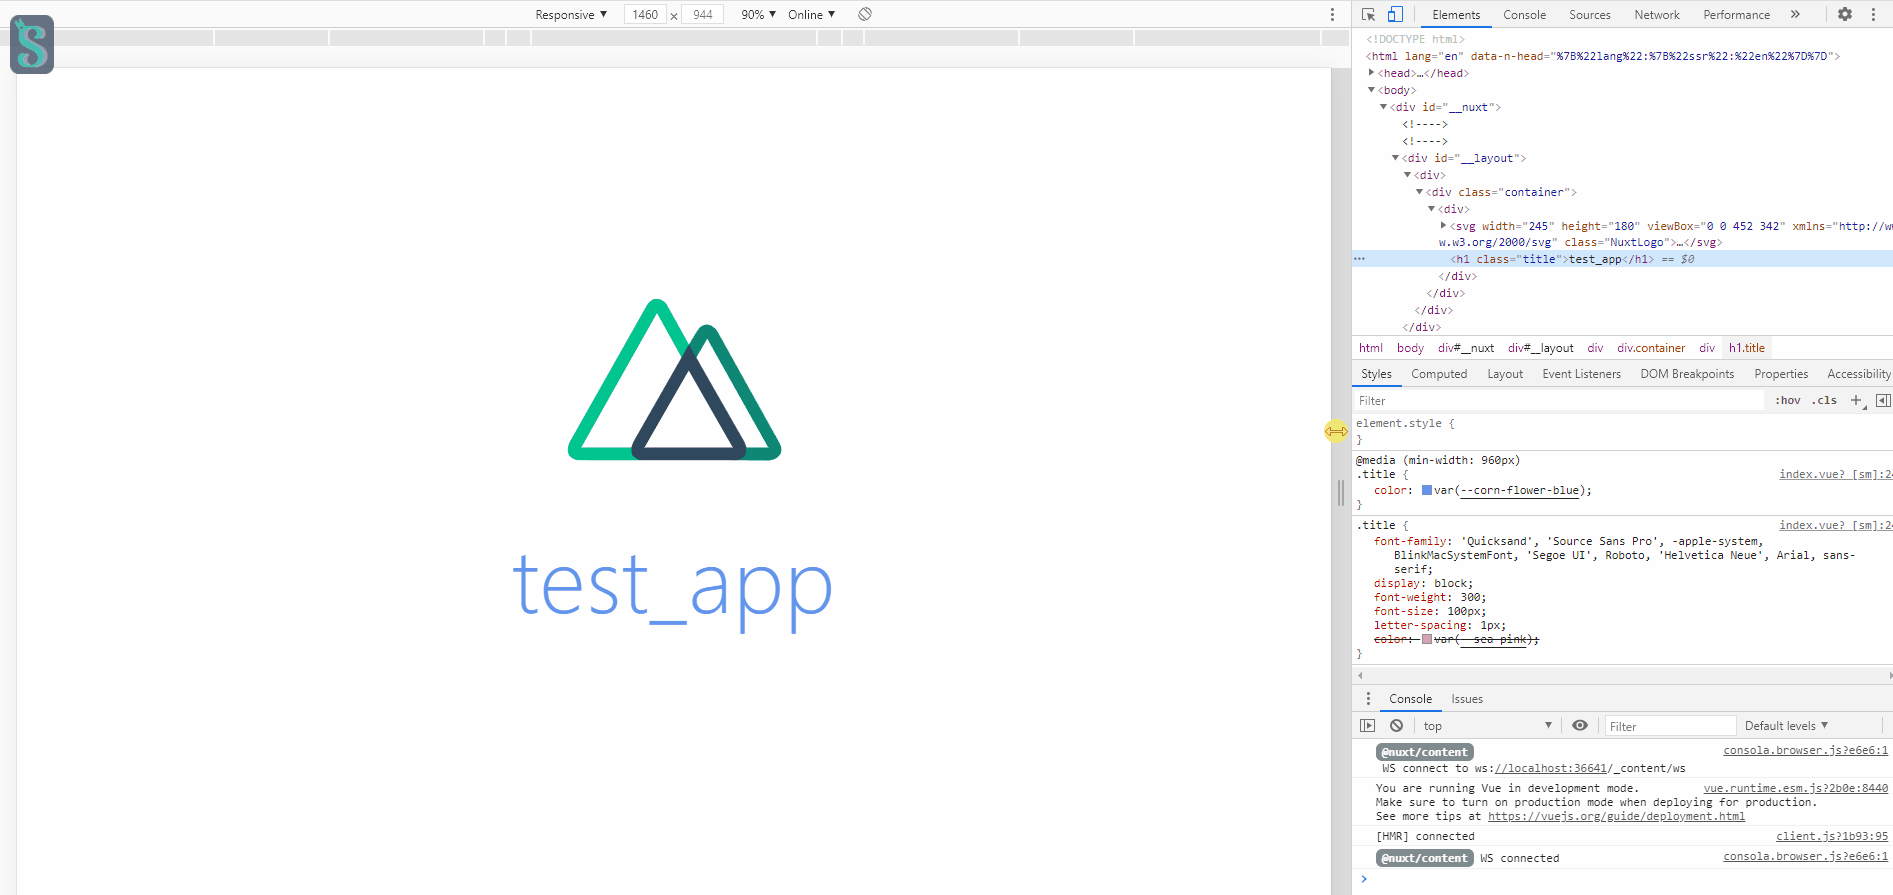 Responsive ▼ 1460 x 944 90% ▼ Online ▼
Elements Console Sources Network Performance »
<!DOCTYPE html>
<html lang="en" data-n-head="%7B%22lang%22:%7B%22ssr%22:%22en%22%7D%7D">
▶<head>…</head>
▼<body>
▼<div id="__nuxt">
<!---->
<!---->
▼<div id="__layout">
▼<div>
▼<div class="container">
▼<div>
▶<svg width="245" height="180" viewBox="0 0 452 342" xmlns="http://w
w.w3.org/2000/svg" class="NuxtLogo">…</svg>
<h1 class="title">test_app</h1> == $0
</div>
</div>
</div>
</div>
html body div#__nuxt div#__layout div div.container div h1.title
Styles Computed Layout Event Listeners DOM Breakpoints Properties Accessibility
Filter :hov .cls +
element.style {
}
@media (min-width: 960px)
.title { index.vue? [sm]:24
color: var(--corn-flower-blue);
}
.title { index.vue? [sm]:24
font-family: 'Quicksand', 'Source Sans Pro', -apple-system,
BlinkMacSystemFont, 'Segoe UI', Roboto, 'Helvetica Neue', Arial, sans-
serif;
display: block;
font-weight: 300;
font-size: 100px;
letter-spacing: 1px;
color: var(--sea-pink);
}
test_app
Console Issues
top ▼ Filter Default levels ▼
@nuxt/content consola.browser.js?e6e6:1
WS connect to ws://localhost:36641/_content/ws
You are running Vue in development mode. vue.runtime.esm.js?2b0e:8440
Make sure to turn on production mode when deploying for production.
See more tips at https://vuejs.org/guide/deployment.html
[HMR] connected client.js?1b93:95
@nuxt/content WS connected consola.browser.js?e6e6:1
>